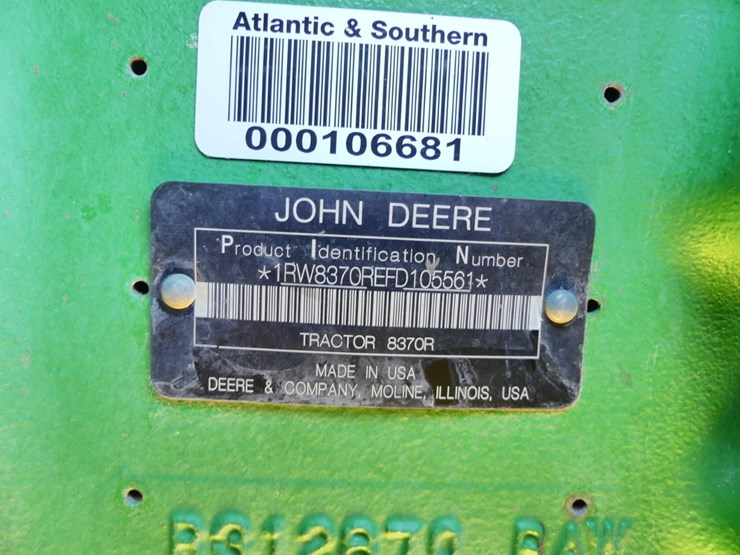 Atlantic & Southern
000106681
JOHN DEERE
Product Identification Number
*1RW8370REFD105561*
TRACTOR 8370R
MADE IN USA
DEERE & COMPANY, MOLINE, ILLINOIS, USA